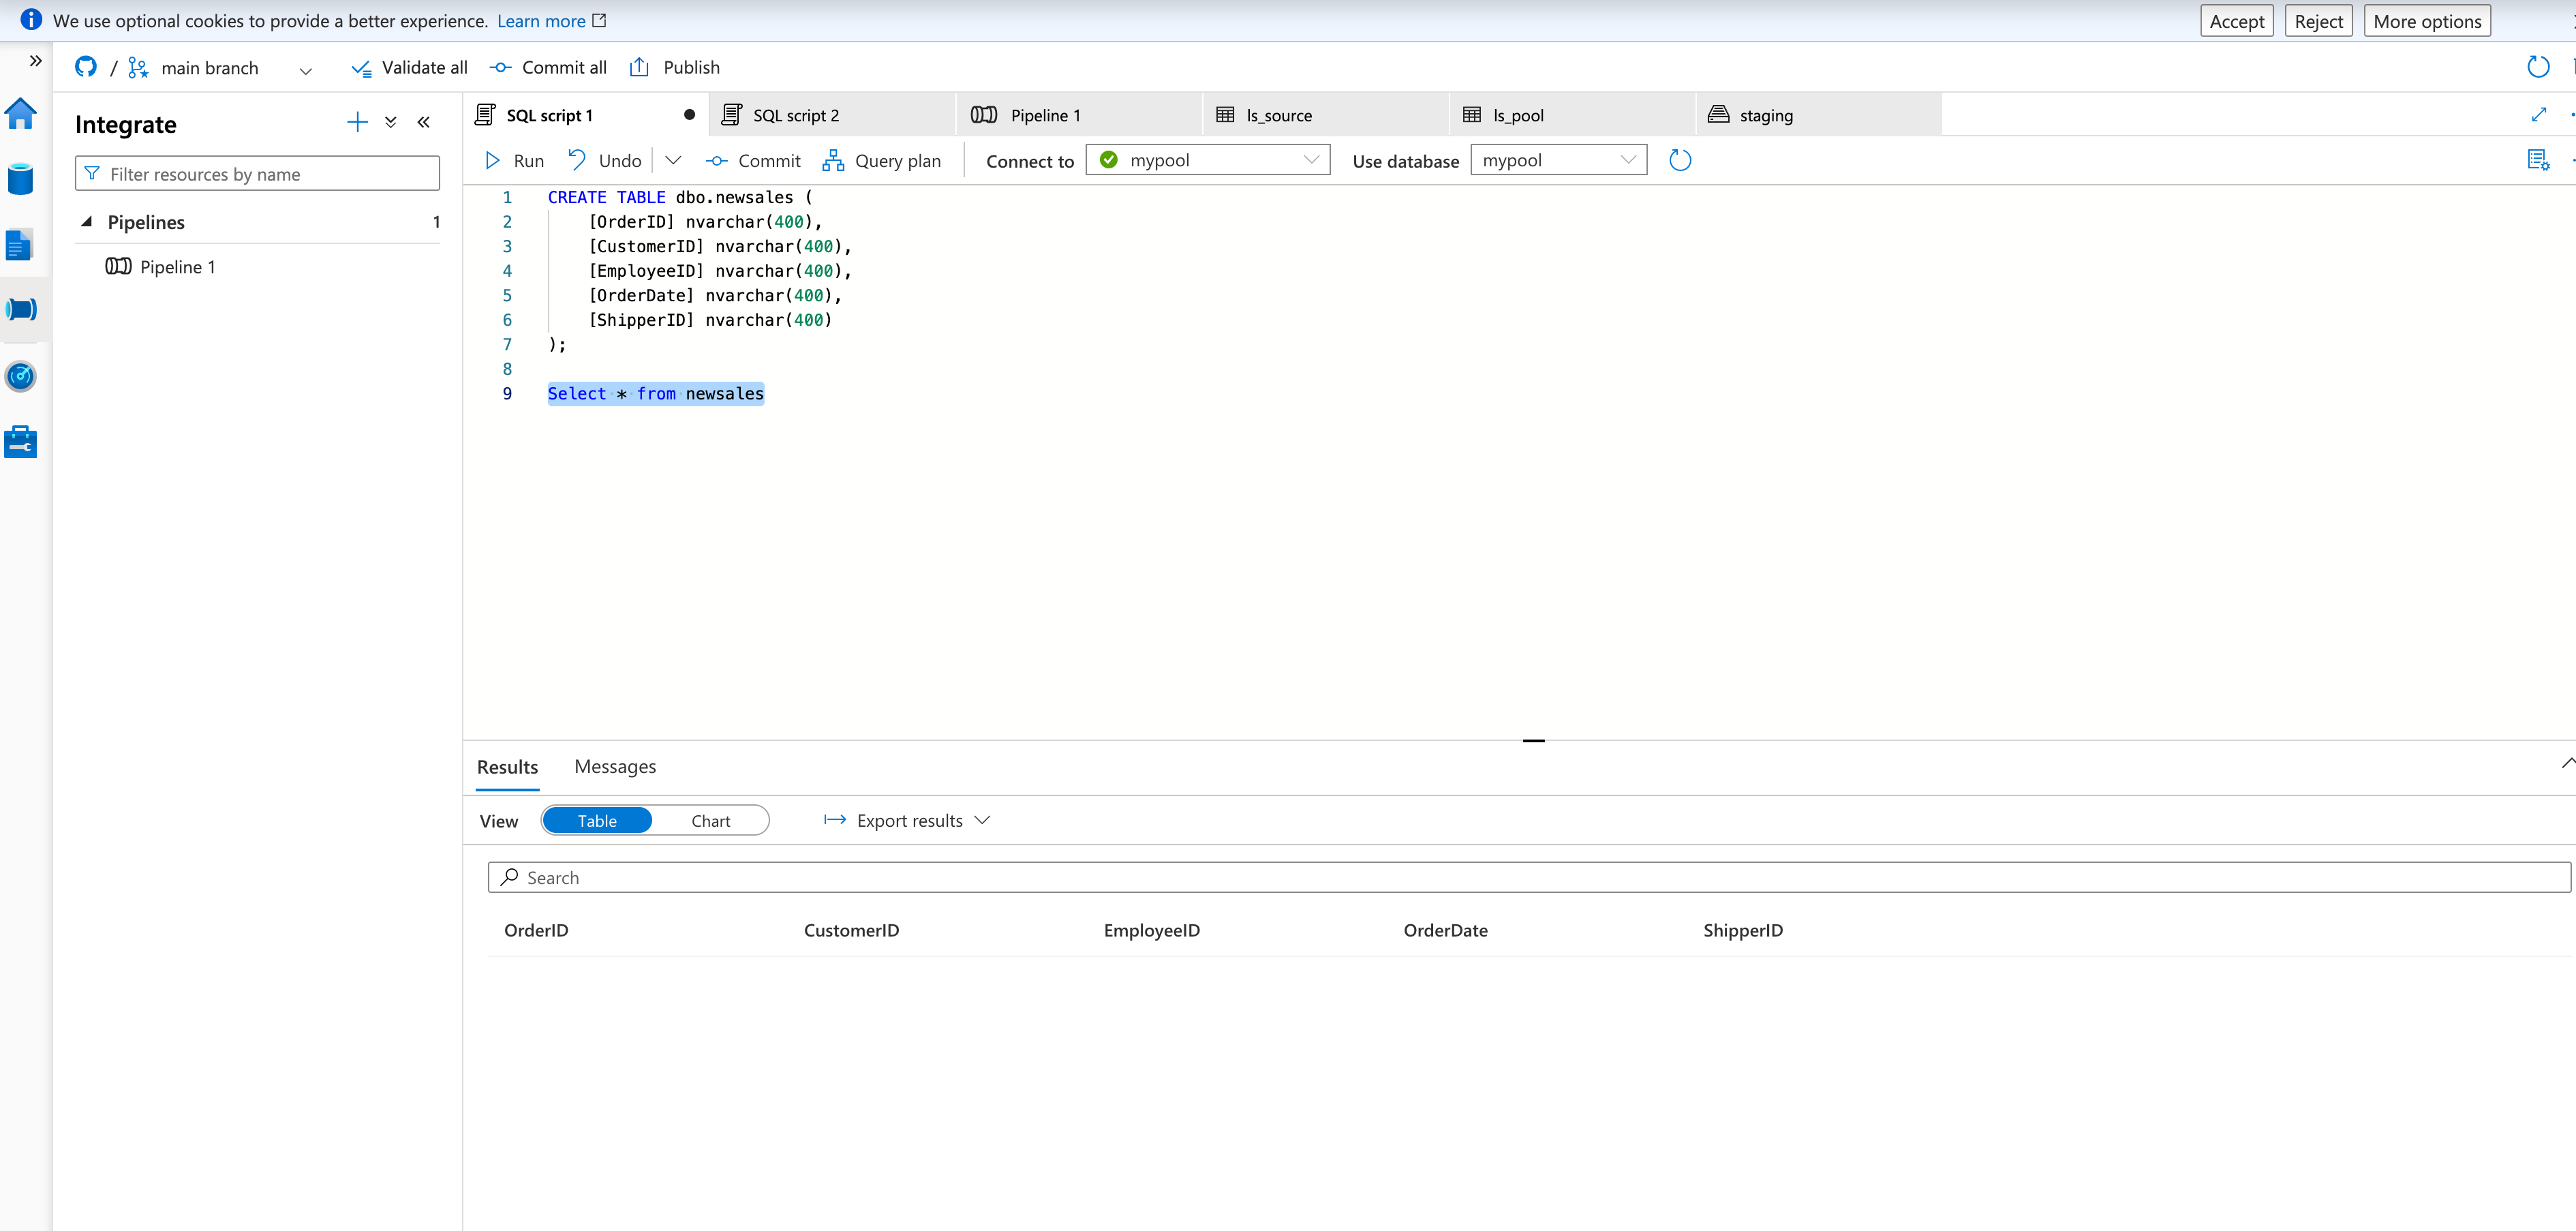 We use optional cookies to provide a better experience. Learn more
Accept
Reject
More options
/ main branch
Validate all
Commit all
Publish
Integrate
Filter resources by name
Pipelines 1
Pipeline 1
SQL script 1
SQL script 2
Pipeline 1
ls_source
ls_pool
staging
Run
Undo
Commit
Query plan
Connect to
mypool
Use database
mypool
1 CREATE TABLE dbo.newsales (
2 [OrderID] nvarchar(400),
3 [CustomerID] nvarchar(400),
4 [EmployeeID] nvarchar(400),
5 [OrderDate] nvarchar(400),
6 [ShipperID] nvarchar(400)
7 );
8
9 Select * from newsales
Results
Messages
View
Table
Chart
Export results
Search
OrderID CustomerID EmployeeID OrderDate ShipperID